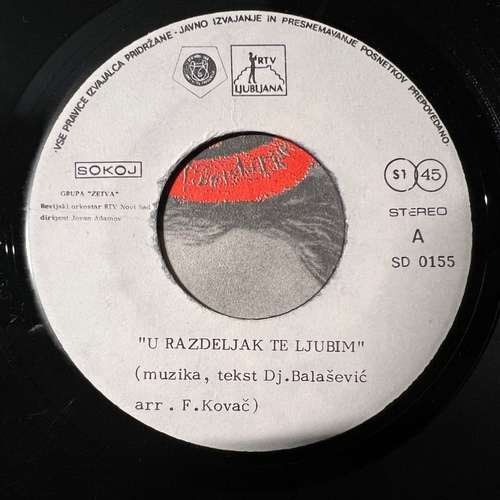 VSE PRAVICE IZVAJALCA PRIDRŽANE - JAVNO IZVAJANJE IN PRESNEMAVANJE POSNETKOV PREPOVEDANO
RTV
LJUBLJANA
SOKOJ
GRUPA "ŽETVA"
Revijski orkestar RTV Novi Sad
dirigent Jovan Adamov
S1 45
STEREO
A
SD 0155
"U RAZDELJAK TE LJUBIM"
(muzika, tekst Dj.Balašević
arr. F.Kovač)